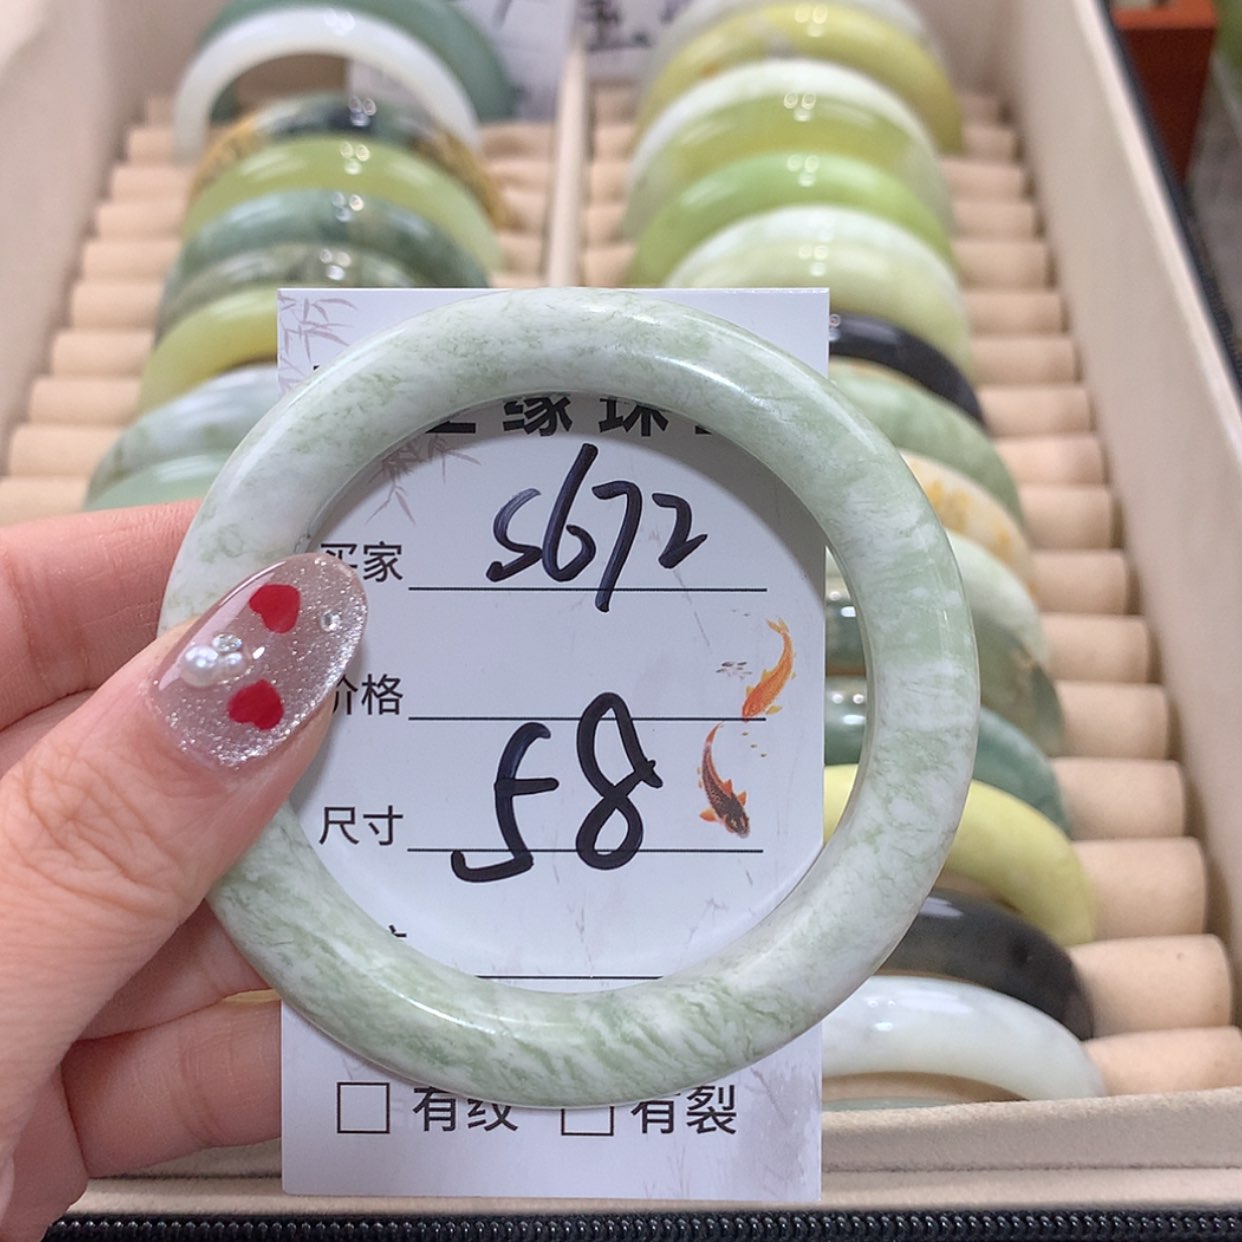 缘 珠
买家 S672
价格
尺寸 58
有纹 有裂